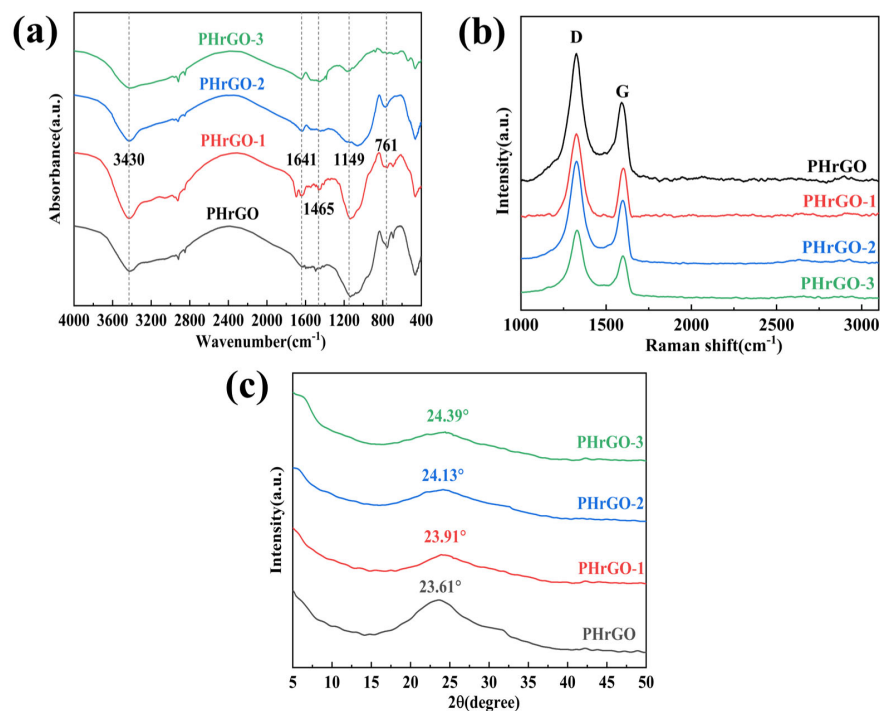 (a)
PHrGO-3
PHrGO-2
3430
1641
1149
761
PHrGO-1
1465
PHrGO
Absorbance(a.u.)
4000 3600 3200 2800 2400 2000 1600 1200 800 400
Wavenumber(cm⁻¹)
(b)
D
G
PHrGO
PHrGO-1
PHrGO-2
PHrGO-3
Intensity(a.u.)
1000 1500 2000 2500 3000
Raman shift(cm⁻¹)
(c)
24.39°
PHrGO-3
24.13°
PHrGO-2
23.91°
PHrGO-1
23.61°
PHrGO
Intensity(a.u.)
5 10 15 20 25 30 35 40 45 50
2θ(degree)